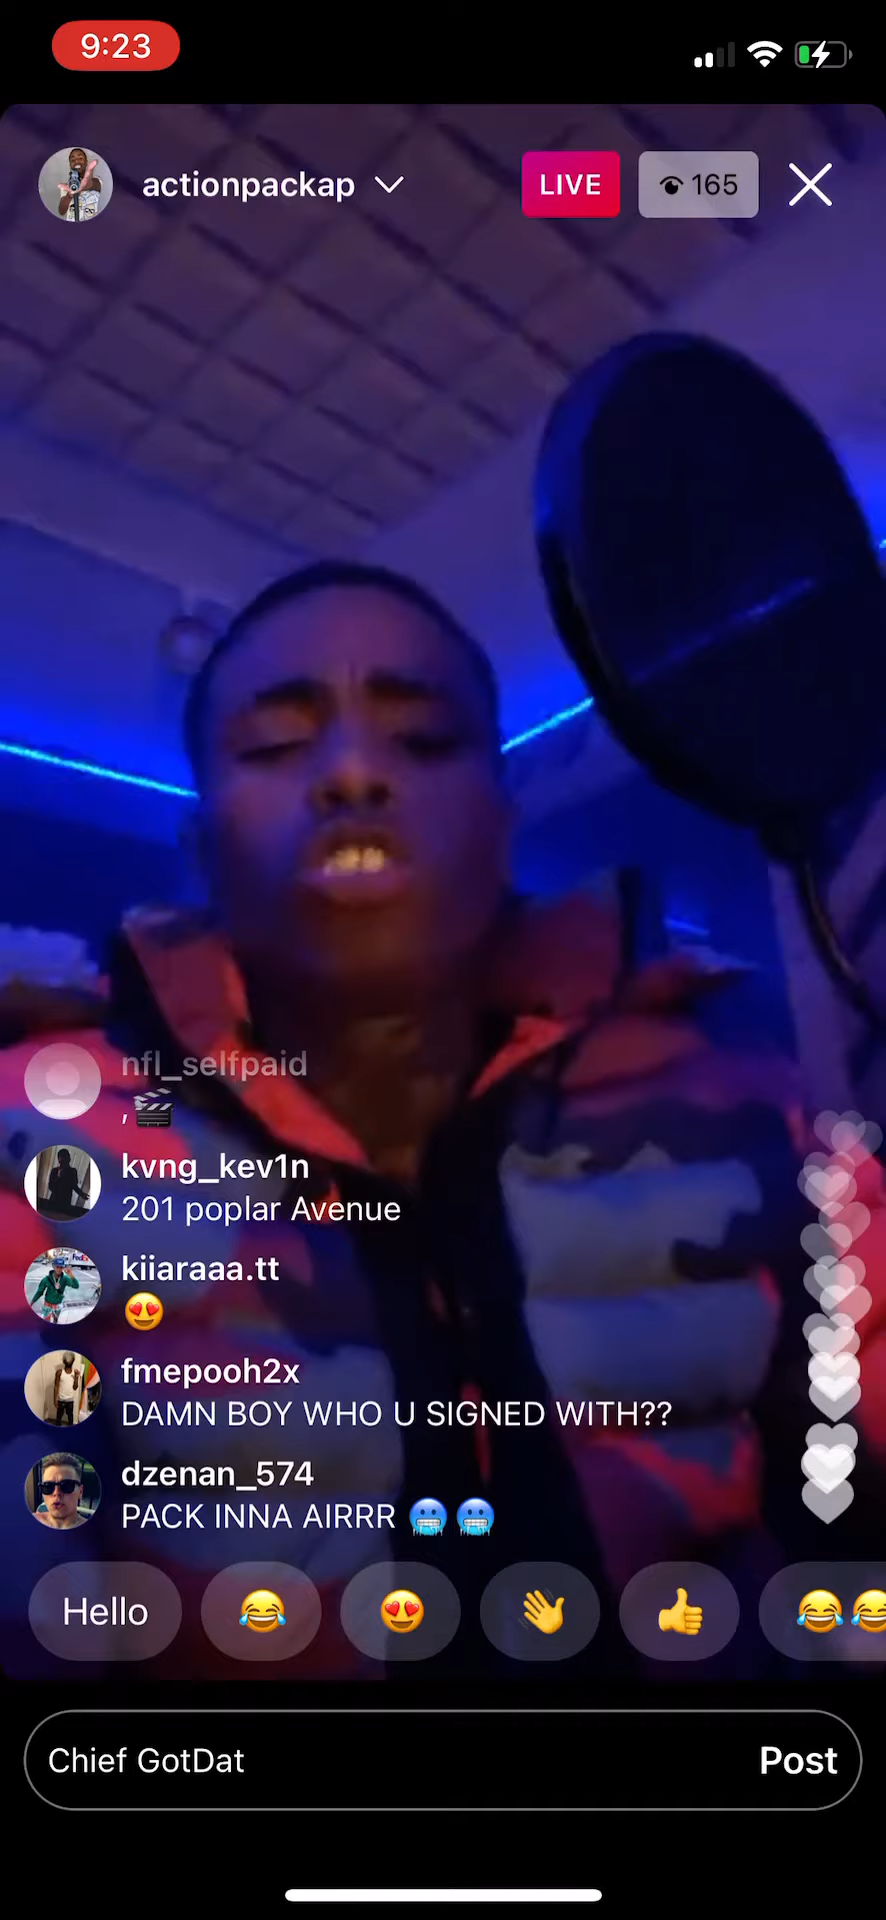 9:23
actionpackap
LIVE
165
nfl_selfpaid
, 🎬
kvng_kev1n
201 poplar Avenue
kiiaraaa.tt
😍
fmepooh2x
DAMN BOY WHO U SIGNED WITH??
dzenan_574
PACK INNA AIRRR 🥶🥶
Hello 😂 😍 👋 👍 😂😂
Chief GotDat
Post